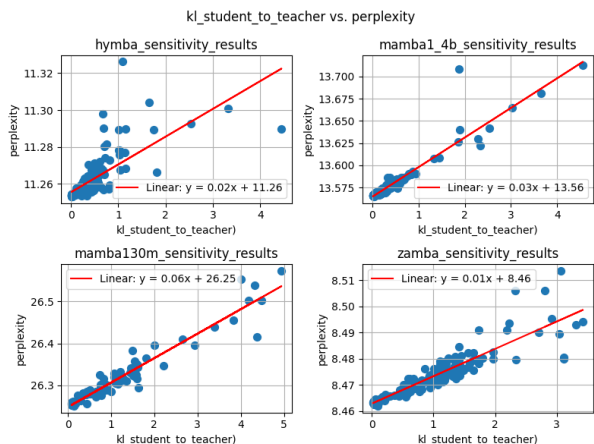 kl_student_to_teacher vs. perplexity
hymba_sensitivity_results
11.32
11.30
11.28
11.26
perplexity
Linear: y = 0.02x + 11.26
0 1 2 3 4
kl_student_to_teacher)
mamba1_4b_sensitivity_results
13.700
13.675
13.650
13.625
13.600
13.575
perplexity
Linear: y = 0.03x + 13.56
0 1 2 3 4
kl_student_to_teacher)
mamba130m_sensitivity_results
Linear: y = 0.06x + 26.25
26.5
26.4
26.3
perplexity
0 1 2 3 4 5
kl_student_to_teacher)
zamba_sensitivity_results
Linear: y = 0.01x + 8.46
8.51
8.50
8.49
8.48
8.47
8.46
perplexity
0 1 2 3
kl_student_to_teacher)